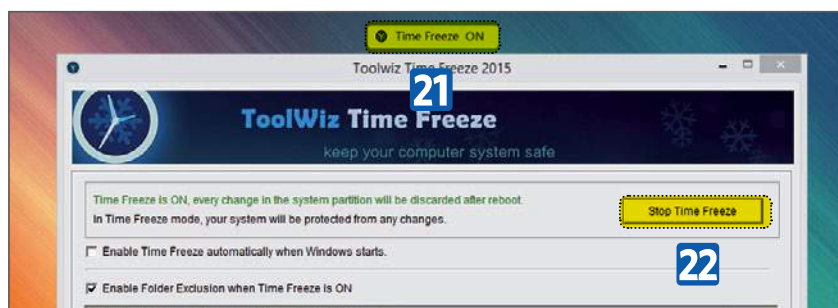 Time Freeze ON
Toolwiz Time Freeze 2015
21
ToolWiz Time Freeze
keep your computer system safe
Time Freeze is ON, every change in the system partition will be discarded after reboot.
In Time Freeze mode, your system will be protected from any changes.
Stop Time Freeze
Enable Time Freeze automatically when Windows starts.
22
Enable Folder Exclusion when Time Freeze is ON